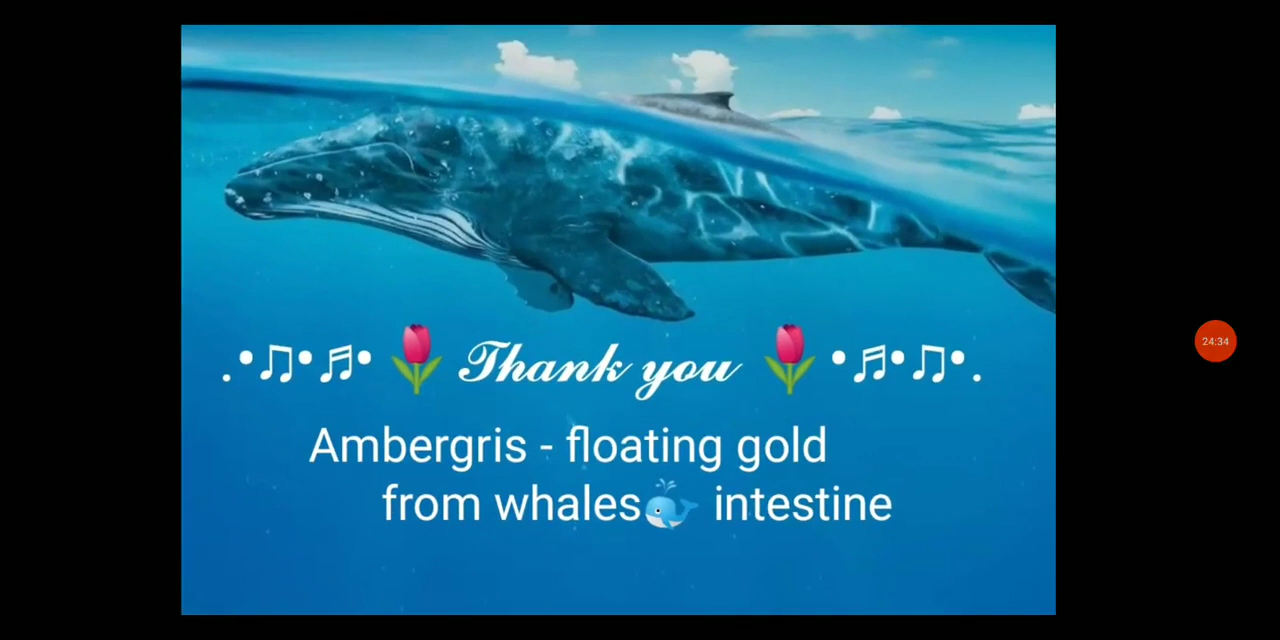 .•♫•♬• 🌷 Thank you 🌷 •♬•♫•.
Ambergris - floating gold
from whales🐳 intestine
24:34